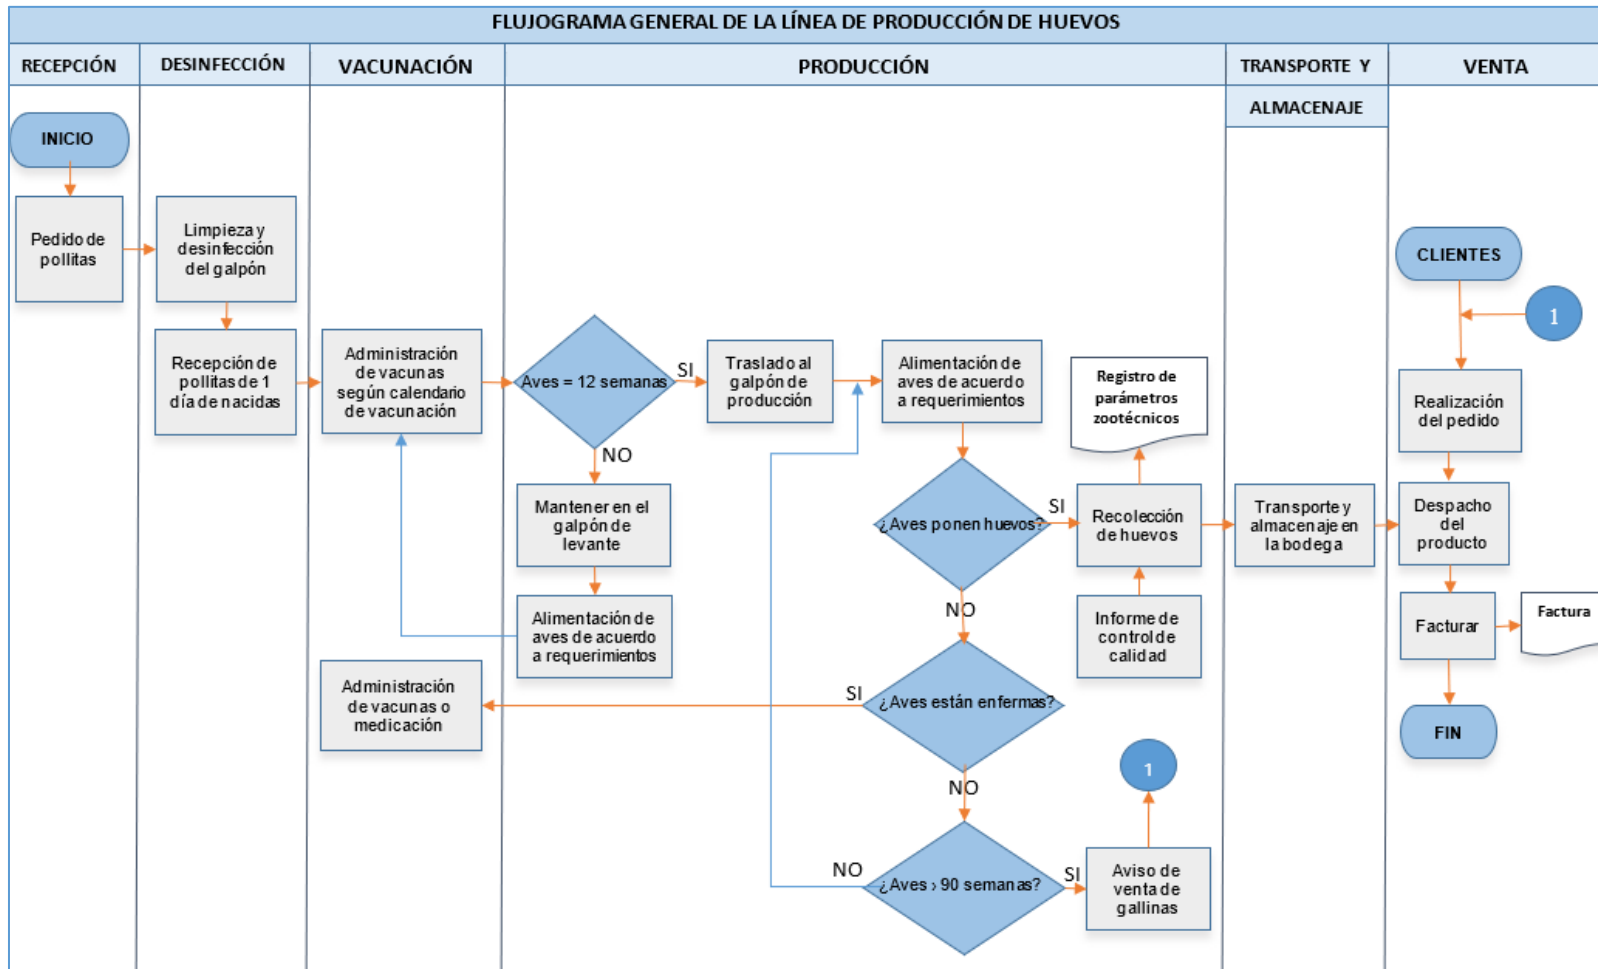 FLUJOGRAMA GENERAL DE LA LÍNEA DE PRODUCCIÓN DE HUEVOS
RECEPCIÓN
DESINFECCIÓN
VACUNACIÓN
PRODUCCIÓN
TRANSPORTE Y
ALMACENAJE
VENTA
INICIO
Pedido de
pollitas
Limpieza y
desinfección
del galpón
Recepción de
pollitas de 1
día de nacidas
Administración
de vacunas
según calendario
de vacunación
Aves = 12 semanas
SI
NO
Traslado al
galpón de
producción
Alimentación de
aves de acuerdo
a requerimientos
Mantener en el
galpón de
levante
Alimentación de
aves de acuerdo
a requerimientos
Administración
de vacunas o
medicación
¿Aves ponen huevos?
SI
NO
Registro de
parámetros
zootécnicos
Recolección
de huevos
Informe de
control de
calidad
¿Aves están enfermas?
SI
NO
¿Aves › 90 semanas?
NO
SI
Aviso de
venta de
gallinas
1
Transporte y
almacenaje en
la bodega
CLIENTES
1
Realización
del pedido
Despacho
del
producto
Facturar
Factura
FIN